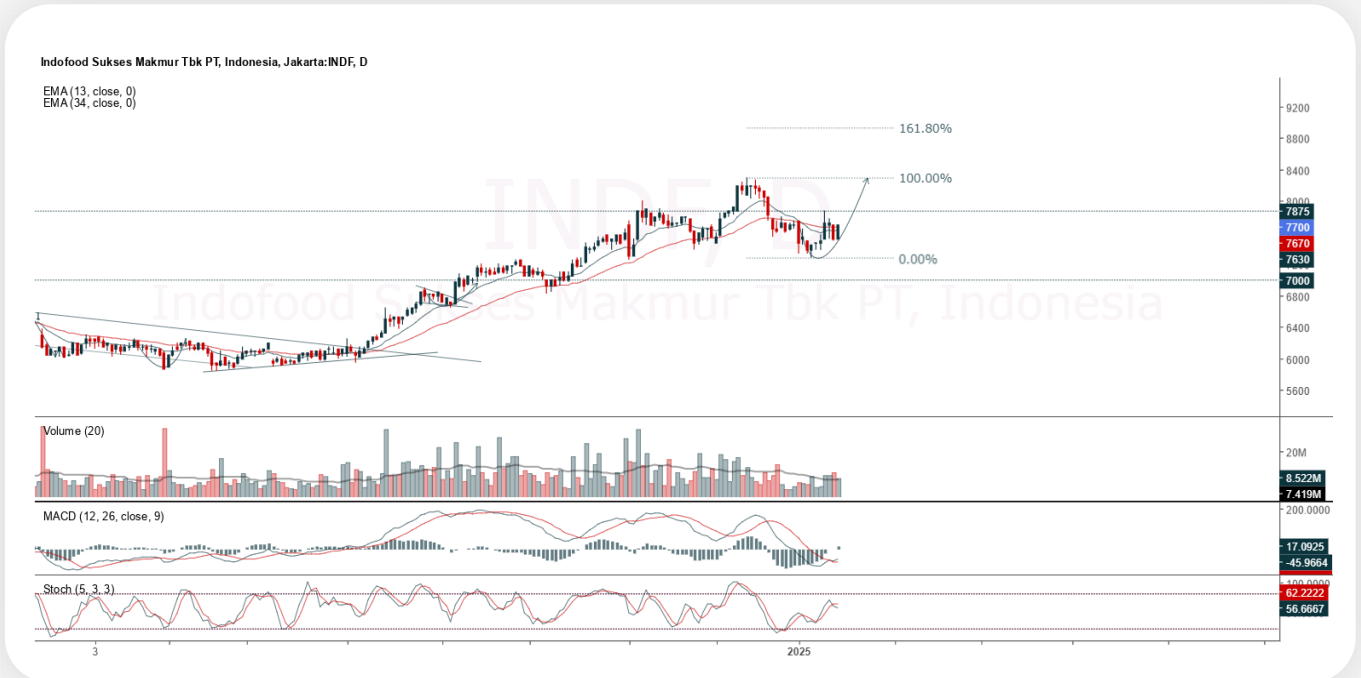 Indofood Sukses Makmur Tbk PT, Indonesia, Jakarta:INDF, D
EMA (13, close, 0)
EMA (34, close, 0)
INDF, D
Indofood Sukses Makmur Tbk PT, Indonesia
161.80%
100.00%
0.00%
9200
8800
8400
8000
7875
7700
7670
7630
7000
6800
6400
6000
5600
Volume (20)
20M
8.522M
7.419M
MACD (12, 26, close, 9)
200.0000
17.0925
-45.9664
Stoch (5, 3, 3)
100.0000
62.2222
56.6667
3
2025